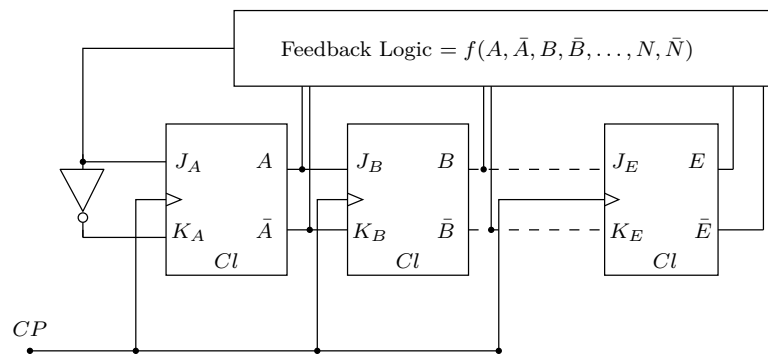 Feedback Logic = f(A, Ā, B, B̄, . . . , N, N̄)
J_A A J_B B J_E E
K_A Ā K_B B̄ K_E Ē
Cl Cl Cl
CP